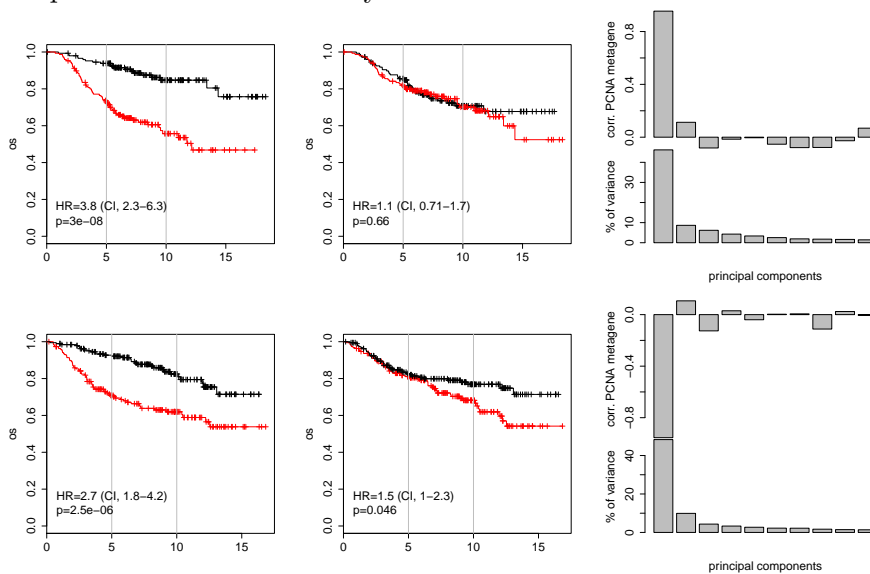 os
0.0 0.2 0.4 0.6 0.8 1.0
HR=3.8 (CI, 2.3−6.3)
p=3e−08
0 5 10 15
os
0.0 0.2 0.4 0.6 0.8 1.0
HR=1.1 (CI, 0.71−1.7)
p=0.66
0 5 10 15
corr. PCNA metagene
0.0 0.4 0.8
% of variance
0 10 30
principal components
os
0.0 0.2 0.4 0.6 0.8 1.0
HR=2.7 (CI, 1.8−4.2)
p=2.5e−06
0 5 10 15
os
0.0 0.2 0.4 0.6 0.8 1.0
HR=1.5 (CI, 1−2.3)
p=0.046
0 5 10 15
corr. PCNA metagene
−0.8 −0.4 0.0
% of variance
0 20 40
principal components